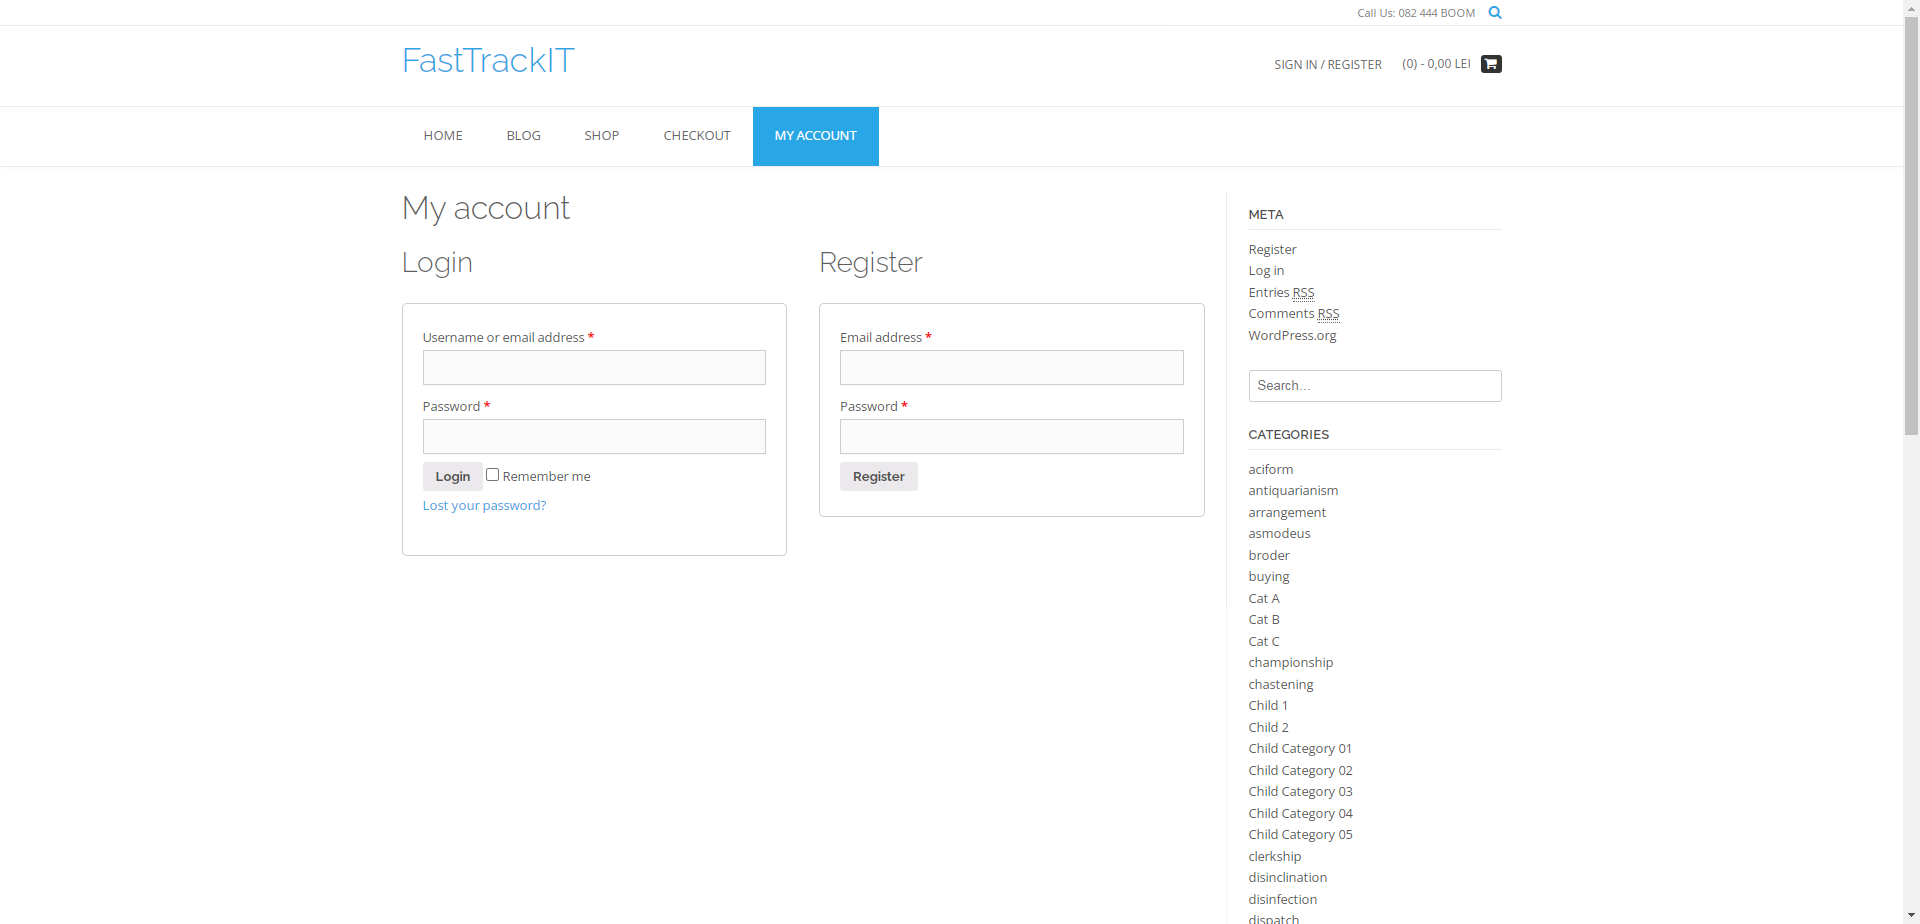 Call Us: 082 444 BOOM
FastTrackIT
SIGN IN / REGISTER
(0) - 0,00 LEI
HOME
BLOG
SHOP
CHECKOUT
MY ACCOUNT
My account
Login
Username or email address *
Password *
Login
Remember me
Lost your password?
Register
Email address *
Password *
Register
META
Register
Log in
Entries RSS
Comments RSS
WordPress.org
Search…
CATEGORIES
aciform
antiquarianism
arrangement
asmodeus
broder
buying
Cat A
Cat B
Cat C
championship
chastening
Child 1
Child 2
Child Category 01
Child Category 02
Child Category 03
Child Category 04
Child Category 05
clerkship
disinclination
disinfection
dispatch